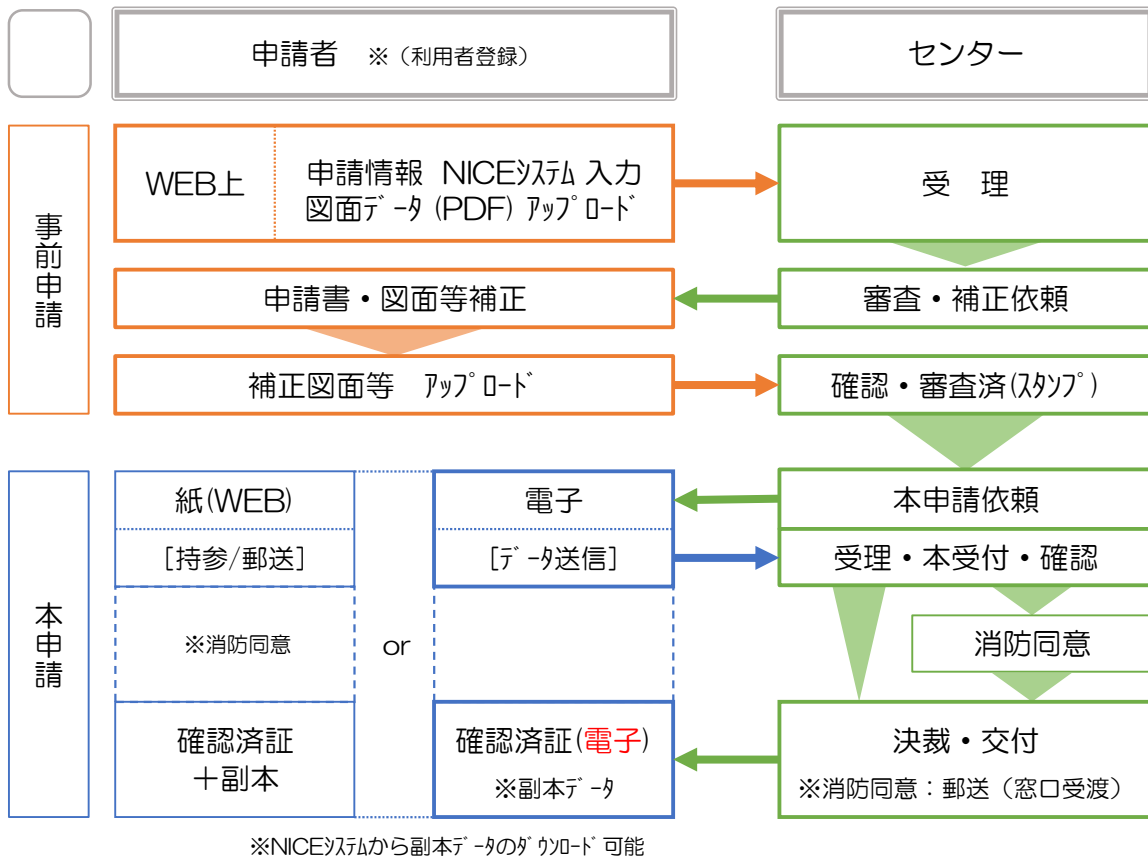 申請者 ※（利用者登録）
センター
事前申請
WEB上
申請情報 NICEｼｽﾃﾑ 入力
図面ﾃﾞｰﾀ (PDF) ｱｯﾌﾟﾛｰﾄﾞ
受 理
申請書・図面等補正
審査・補正依頼
補正図面等 ｱｯﾌﾟﾛｰﾄﾞ
確認・審査済(ｽﾀﾝﾌﾟ)
本申請
紙(WEB)
電子
本申請依頼
[持参/郵送]
[ﾃﾞｰﾀ送信]
受理・本受付・確認
※消防同意
or
消防同意
確認済証
＋副本
確認済証(電子)
※副本ﾃﾞｰﾀ
決裁・交付
※消防同意：郵送（窓口受渡）
※NICEｼｽﾃﾑから副本ﾃﾞｰﾀのﾀﾞｳﾝﾛｰﾄﾞ可能